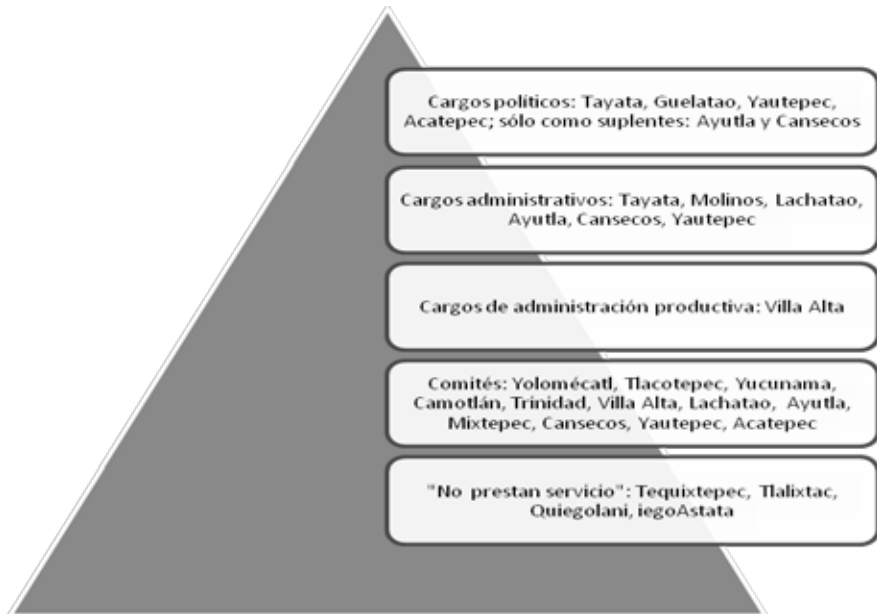 Cargos políticos: Tayata, Guelatao, Yautepec,
Acatepec; sólo como suplentes: Ayutla y Cansecos
Cargos administrativos: Tayata, Molinos, Lachatao,
Ayutla, Cansecos, Yautepec
Cargos de administración productiva: Villa Alta
Comités: Yolomécatl, Tlacotepec, Yucunama,
Camotlán, Trinidad, Villa Alta, Lachatao, Ayutla,
Mixtepec, Cansecos, Yautepec, Acatepec
"No prestan servicio": Tequixtepec, Tlalixtac,
Quiegolani, iegoAstata